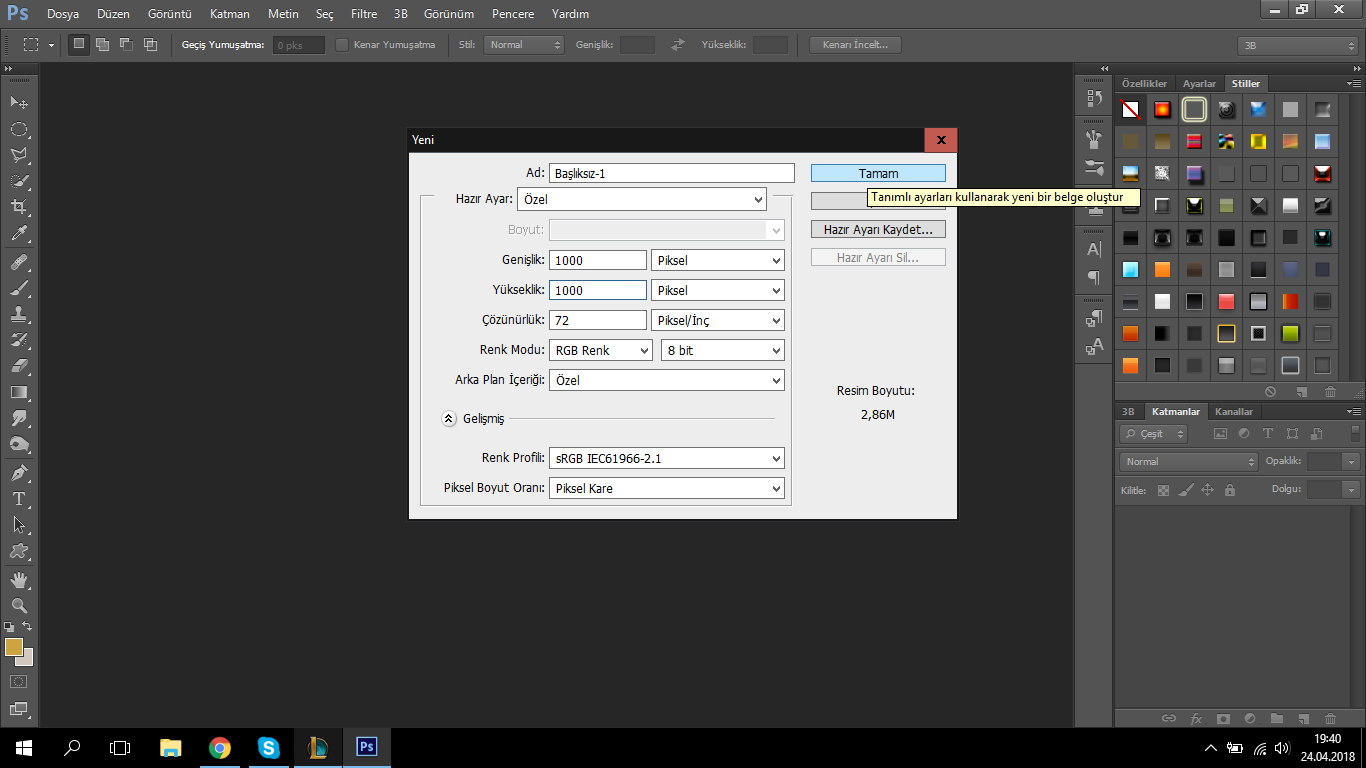 Ps Dosya Düzen Görüntü Katman Metin Seç Filtre 3B Görünüm Pencere Yardım
Geçiş Yumuşatma: 0 pks Kenar Yumuşatma Stil: Normal Genişlik: Yükseklik: Kenarı İncelt... 3B
Özellikler Ayarlar Stiller
Yeni
Ad: Başlıksız-1 Tamam
Tanımlı ayarları kullanarak yeni bir belge oluştur
Hazır Ayar: Özel
Boyut: Hazır Ayarı Kaydet...
Genişlik: 1000 Piksel Hazır Ayarı Sil...
Yükseklik: 1000 Piksel
Çözünürlük: 72 Piksel/İnç
Renk Modu: RGB Renk 8 bit
Arka Plan İçeriği: Özel
Resim Boyutu:
2,86M
Gelişmiş
Renk Profili: sRGB IEC61966-2.1
Piksel Boyut Oranı: Piksel Kare
3B Katmanlar Kanallar
Çeşit
Normal Opaklık:
Kilitle: Dolgu:
fx
Ps
19:40
24.04.2018